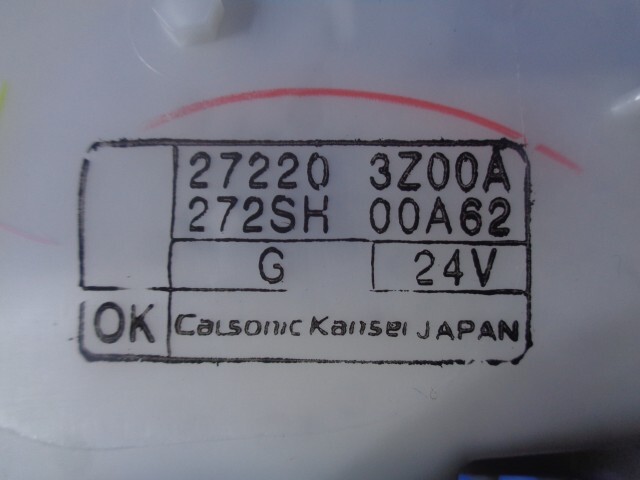 27220 3Z00A
272SH 00A62
G 24V
OK Calsonic Kansei JAPAN